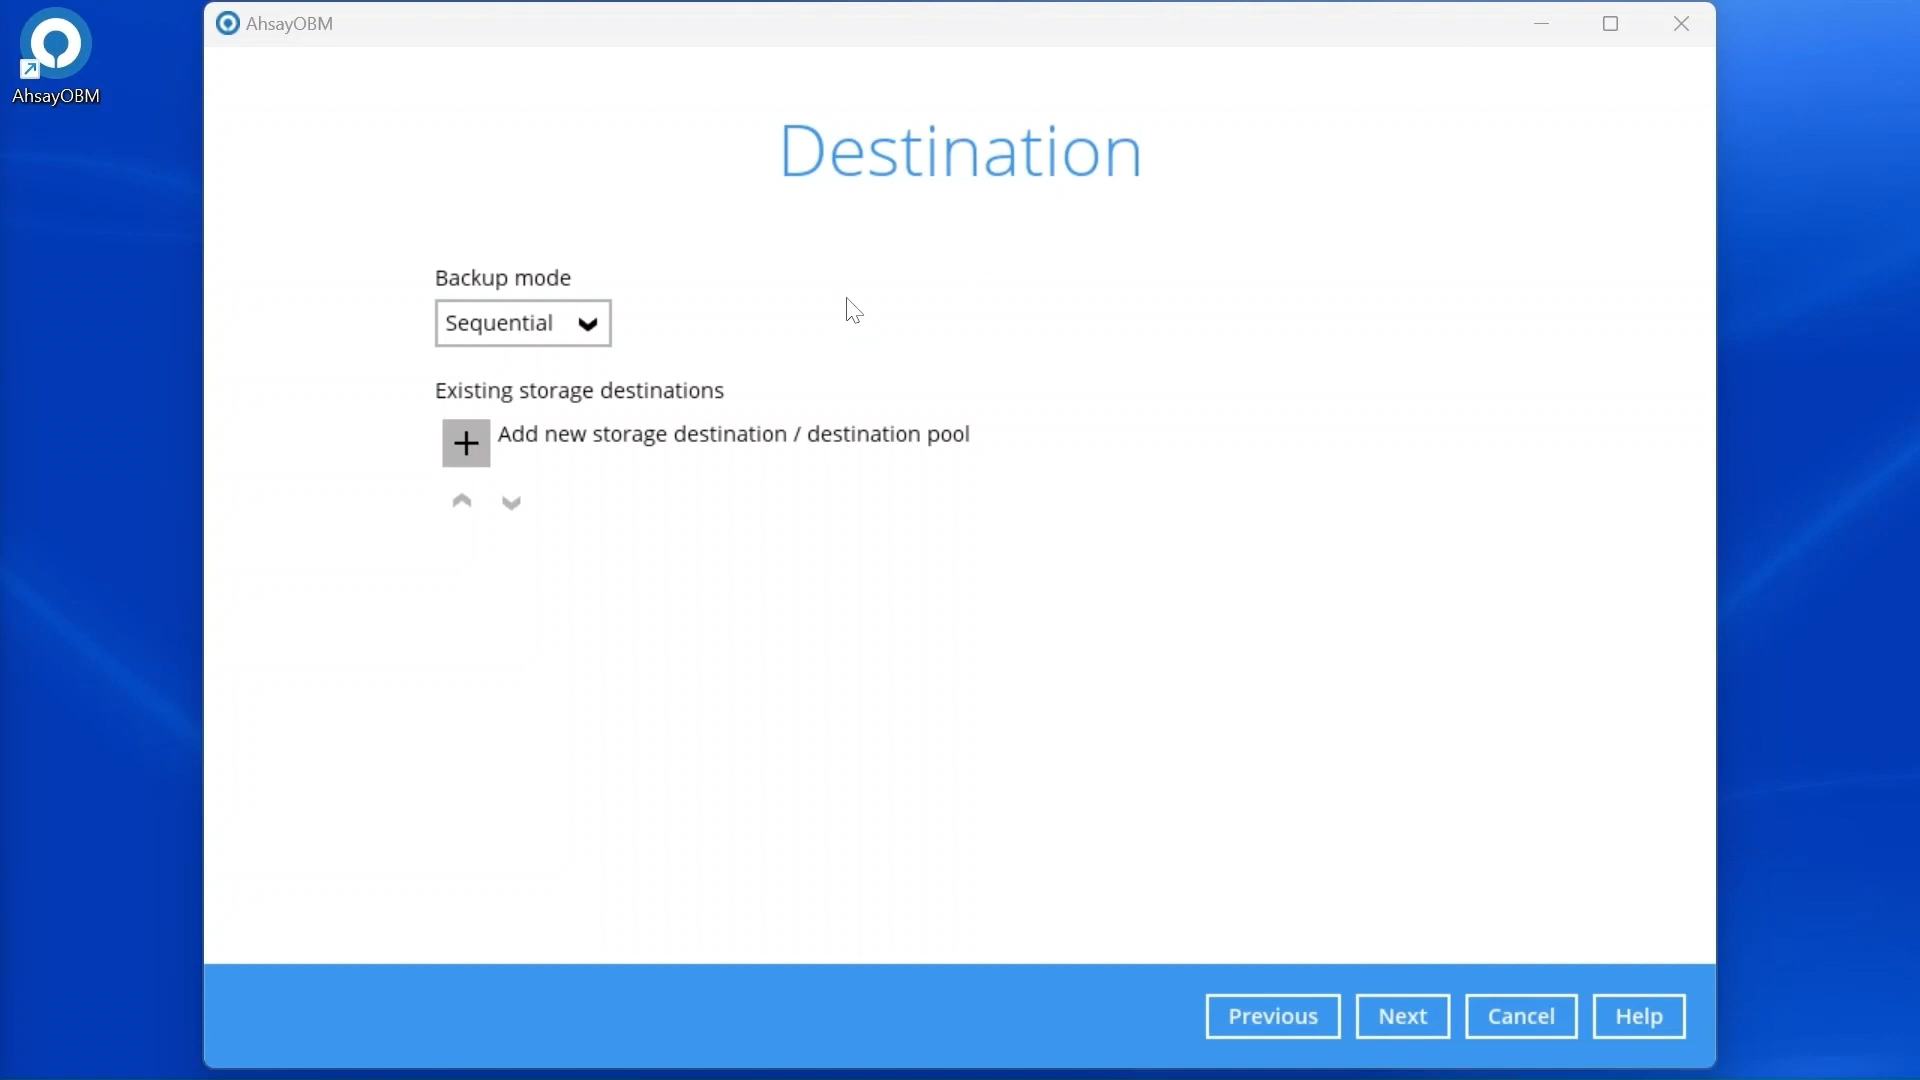 AhsayOBM
AhsayOBM
Destination
Backup mode
Sequential
Existing storage destinations
Add new storage destination / destination pool
Previous
Next
Cancel
Help